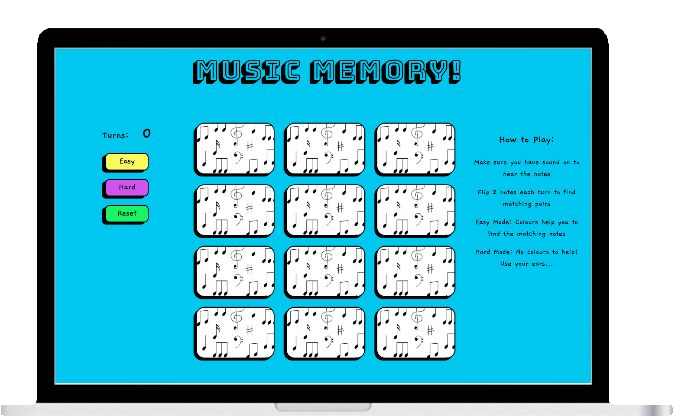 MUSIC MEMORY!
Turns: 0
Easy
Hard
Reset
How to Play:
Make sure you have sound on to
hear the notes
Flip 2 notes each turn to find
matching pairs
Easy Mode: Colours help you to
find the matching notes
Hard Mode: No colours to help!
Use your ears...